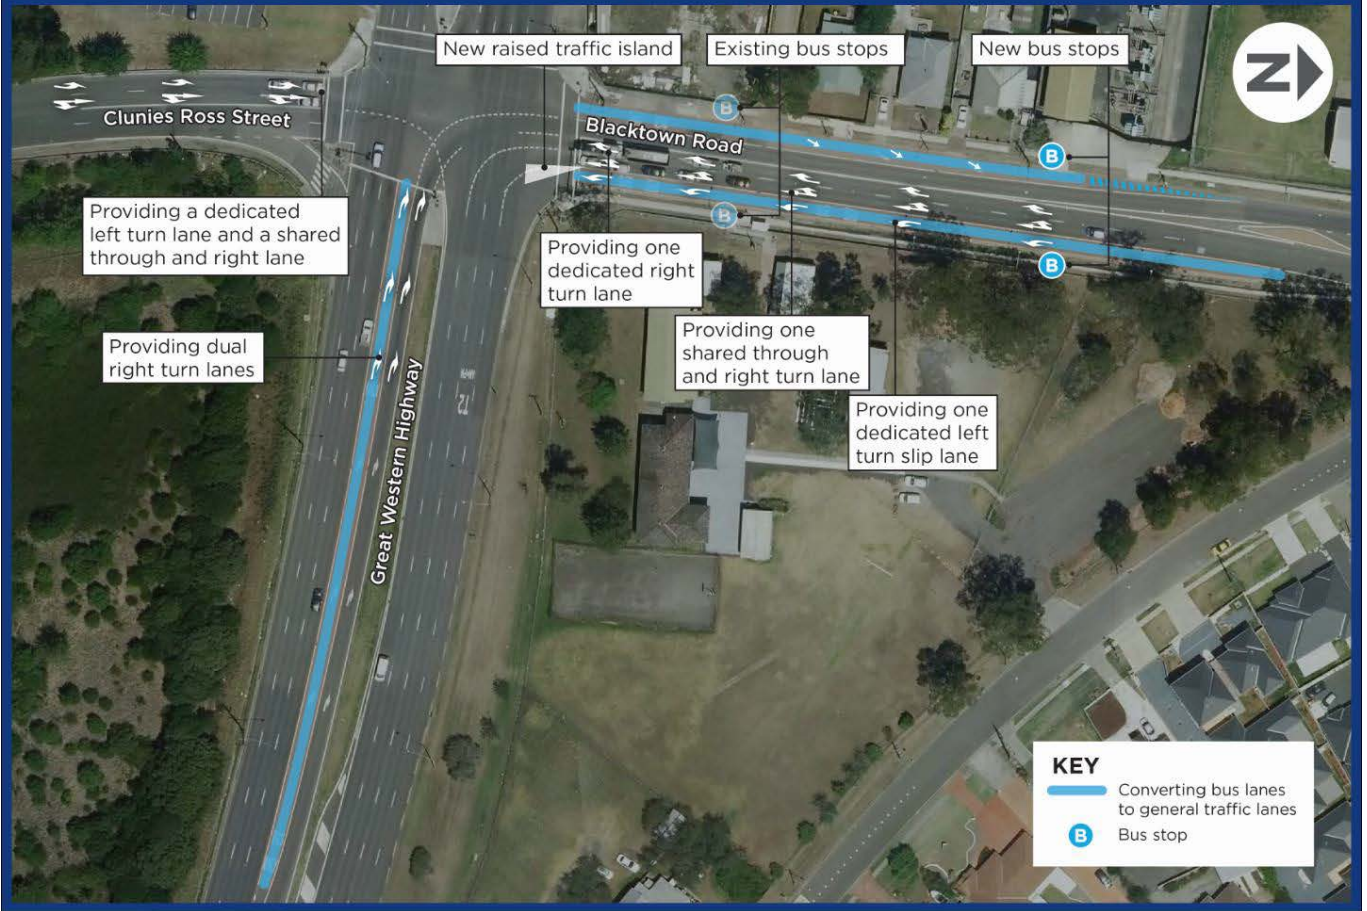 New raised traffic island
Existing bus stops
New bus stops
Z
Clunies Ross Street
Blacktown Road
B
B
B
B
Providing a dedicated
left turn lane and a shared
through and right lane
Providing one
dedicated right
turn lane
Providing dual
right turn lanes
Providing one
shared through
and right turn lane
Great Western Highway
Providing one
dedicated left
turn slip lane
KEY
Converting bus lanes
to general traffic lanes
B
Bus stop